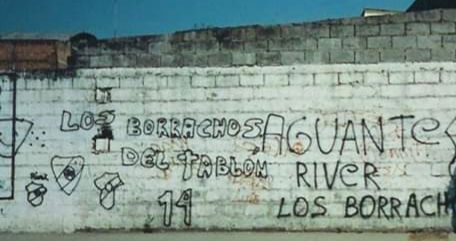 LOS BORRACHOS
DEL TABLON
14
AGUANTE
RIVER
LOS BORRACH